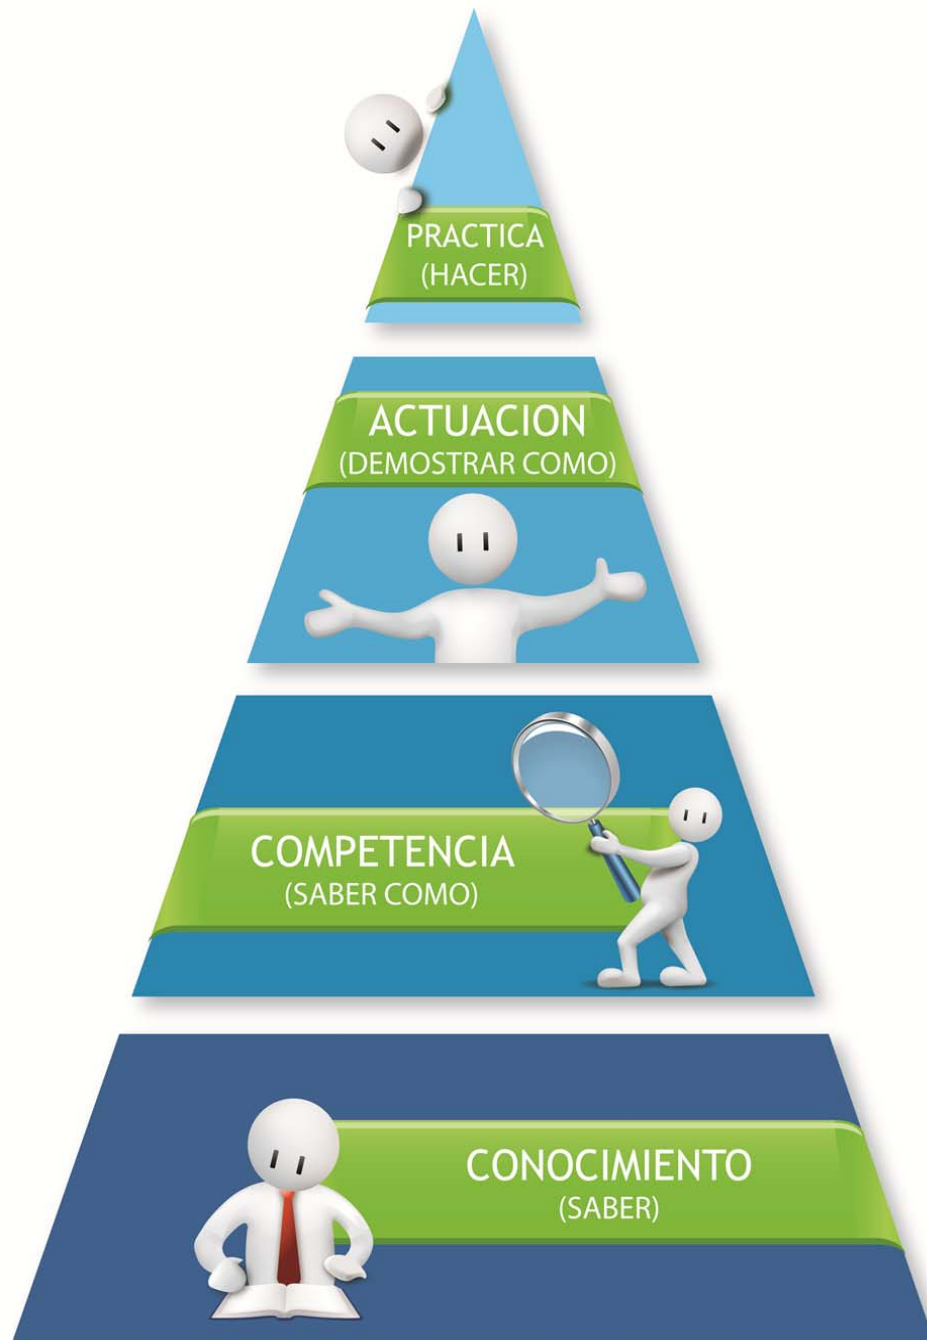 PRACTICA
(HACER)
ACTUACION
(DEMOSTRAR COMO)
COMPETENCIA
(SABER COMO)
CONOCIMIENTO
(SABER)